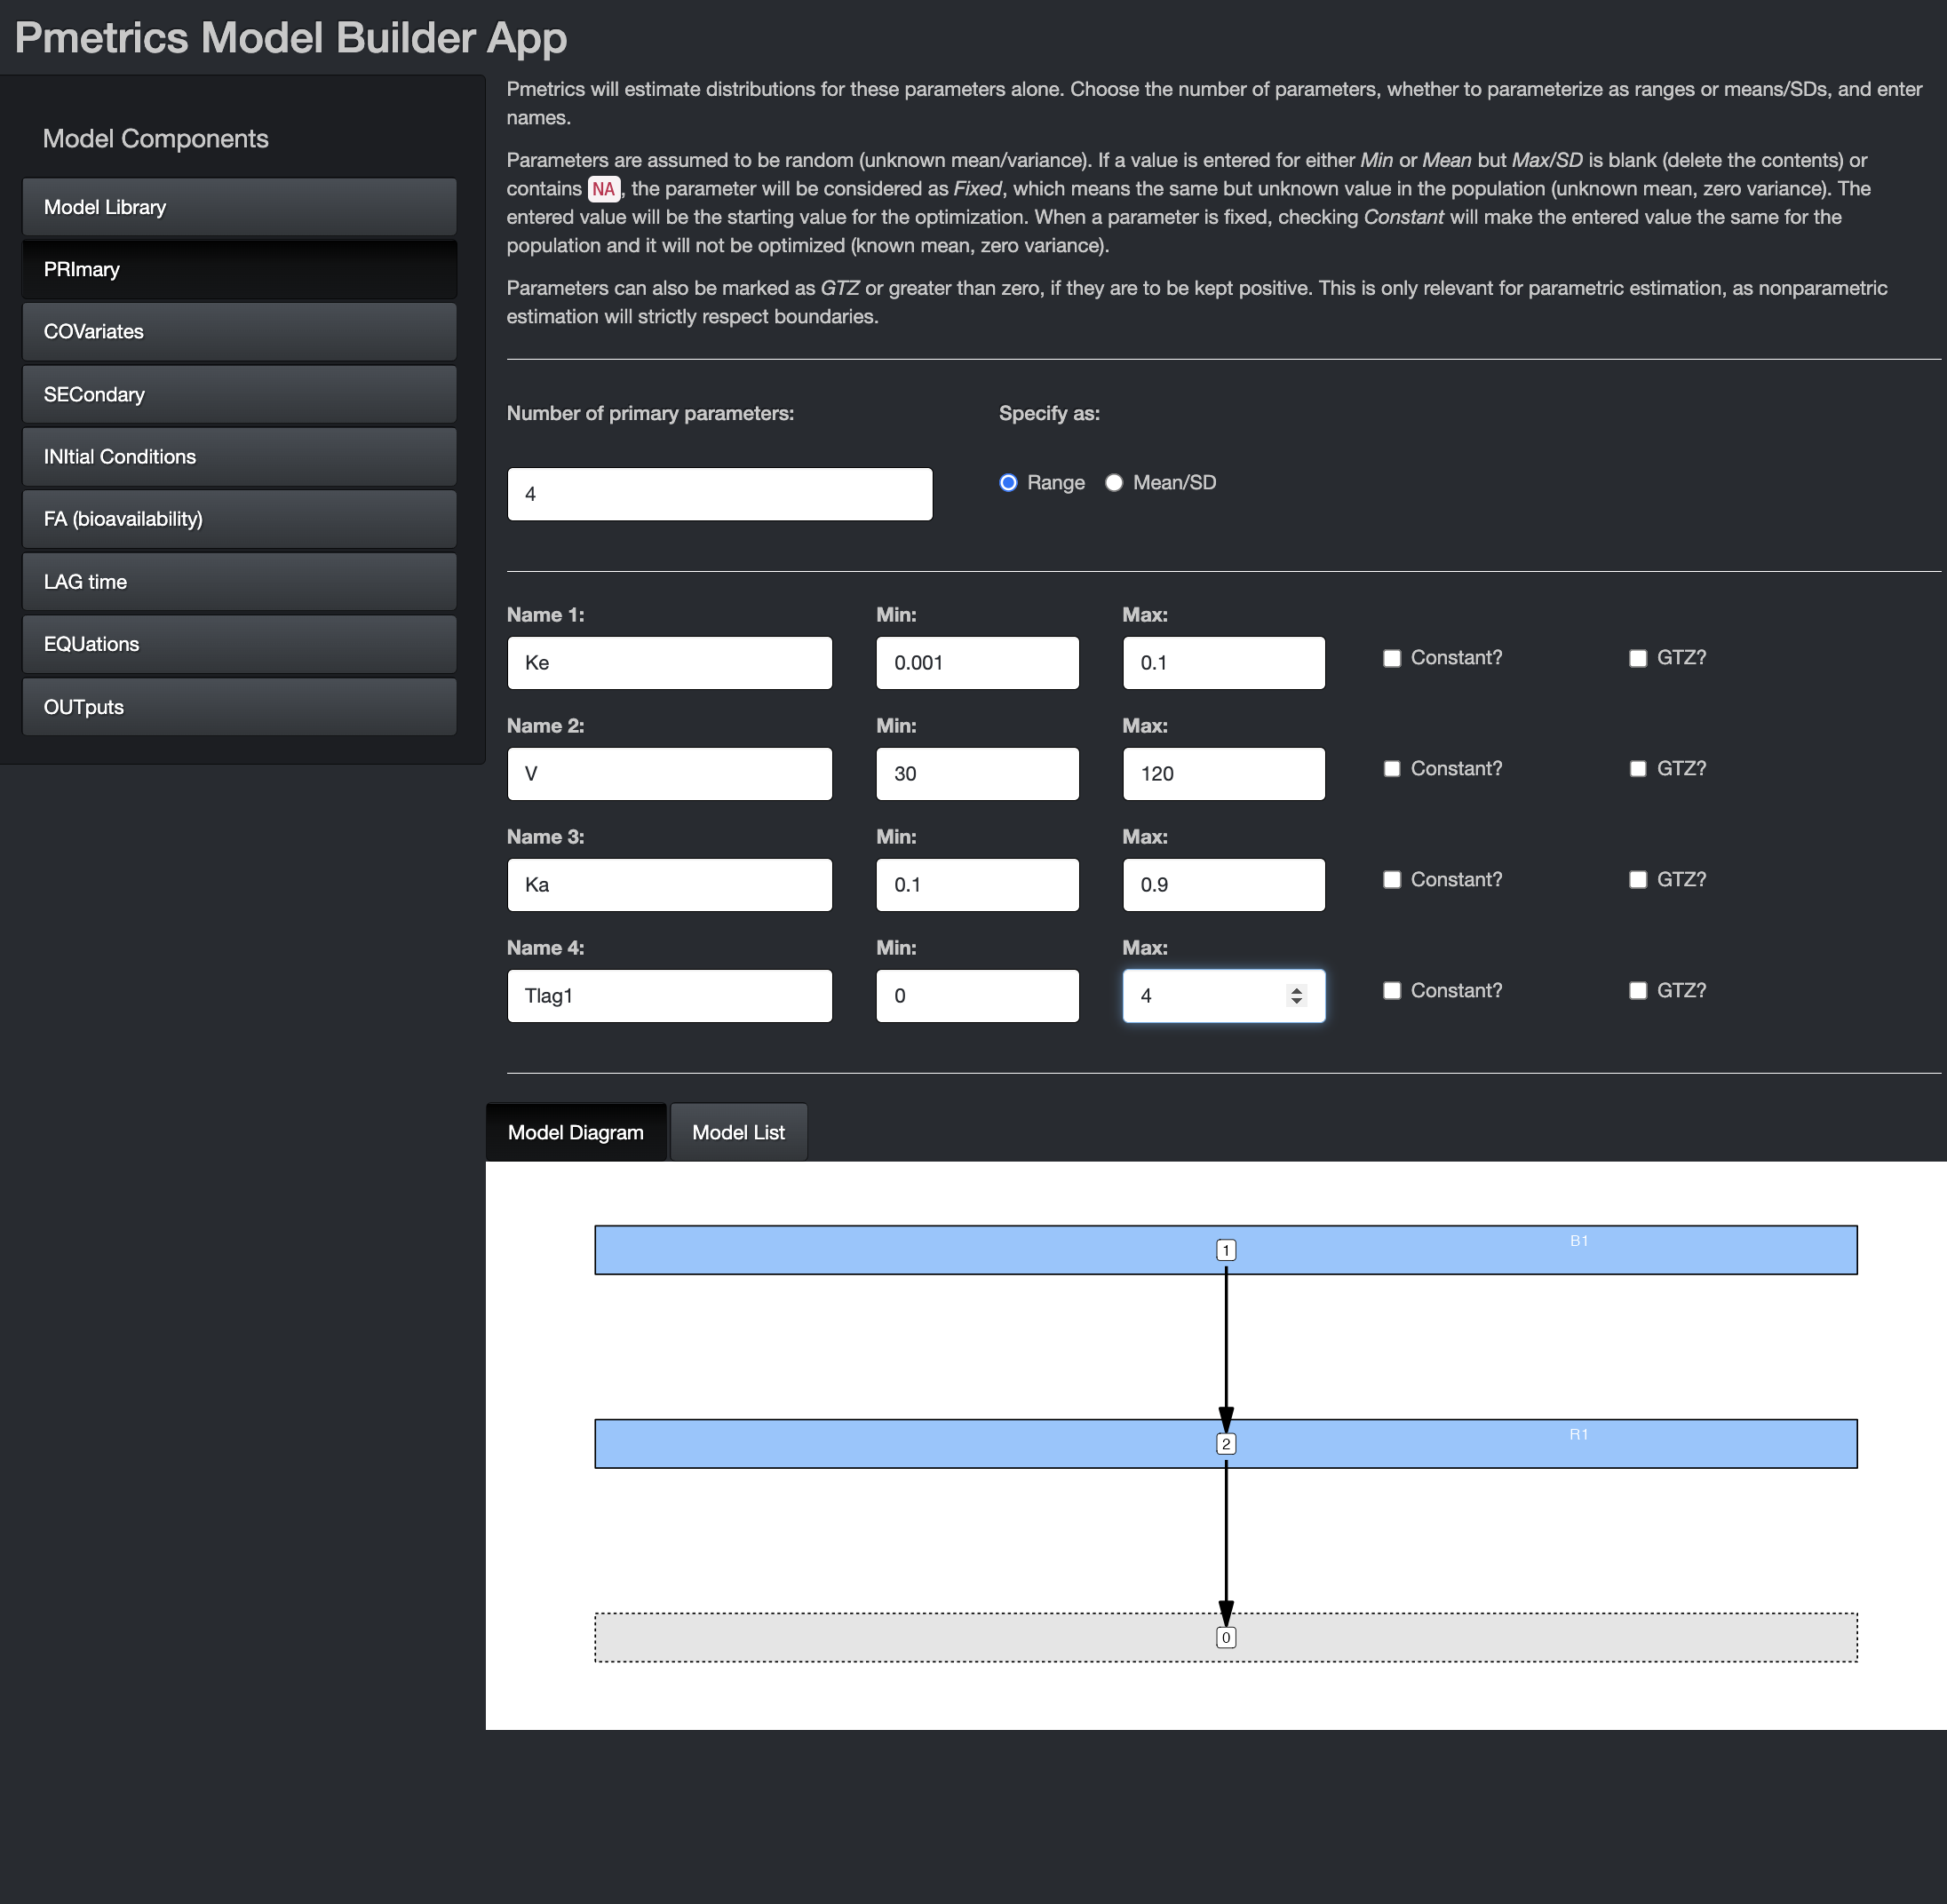 Pmetrics Model Builder App
Model Components
Model Library
PRImary
COVariates
SECondary
INItial Conditions
FA (bioavailability)
LAG time
EQUations
OUTputs
Pmetrics will estimate distributions for these parameters alone. Choose the number of parameters, whether to parameterize as ranges or means/SDs, and enter
names.
Parameters are assumed to be random (unknown mean/variance). If a value is entered for either Min or Mean but Max/SD is blank (delete the contents) or
contains NA, the parameter will be considered as Fixed, which means the same but unknown value in the population (unknown mean, zero variance). The
entered value will be the starting value for the optimization. When a parameter is fixed, checking Constant will make the entered value the same for the
population and it will not be optimized (known mean, zero variance).
Parameters can also be marked as GTZ or greater than zero, if they are to be kept positive. This is only relevant for parametric estimation, as nonparametric
estimation will strictly respect boundaries.
Number of primary parameters: Specify as:
4 Range Mean/SD
Name 1: Min: Max:
Ke 0.001 0.1 Constant? GTZ?
Name 2: Min: Max:
V 30 120 Constant? GTZ?
Name 3: Min: Max:
Ka 0.1 0.9 Constant? GTZ?
Name 4: Min: Max:
Tlag1 0 4 Constant? GTZ?
Model Diagram Model List
1 B1
2 R1
0